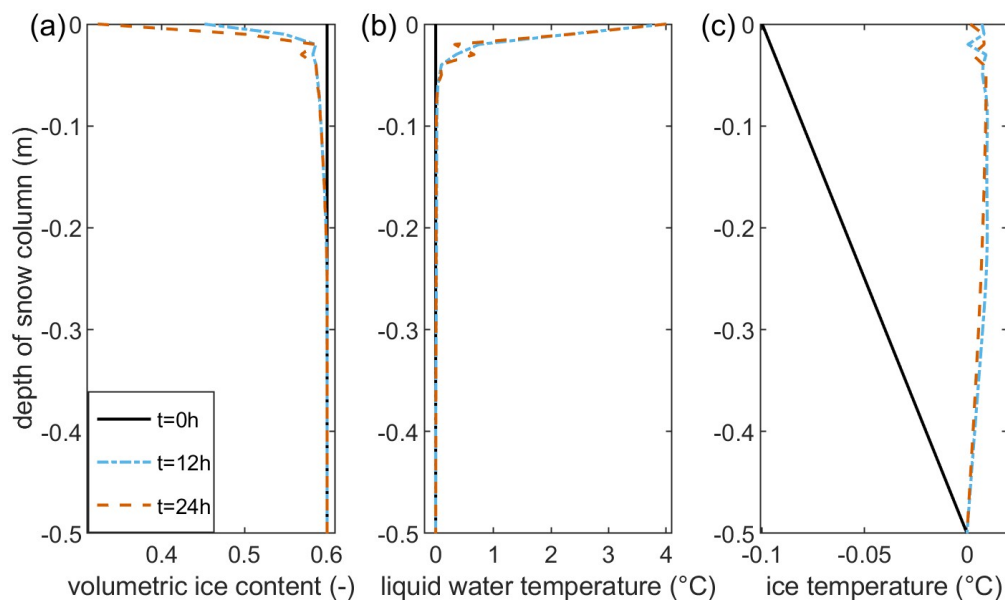 (a)
(b)
(c)
depth of snow column (m)
0
-0.1
-0.2
-0.3
-0.4
-0.5
0
-0.1
-0.2
-0.3
-0.4
-0.5
0
-0.1
-0.2
-0.3
-0.4
-0.5
t=0h
t=12h
t=24h
0.4 0.5 0.6
0 1 2 3 4
-0.1 -0.05 0
volumetric ice content (-)
liquid water temperature (°C)
ice temperature (°C)